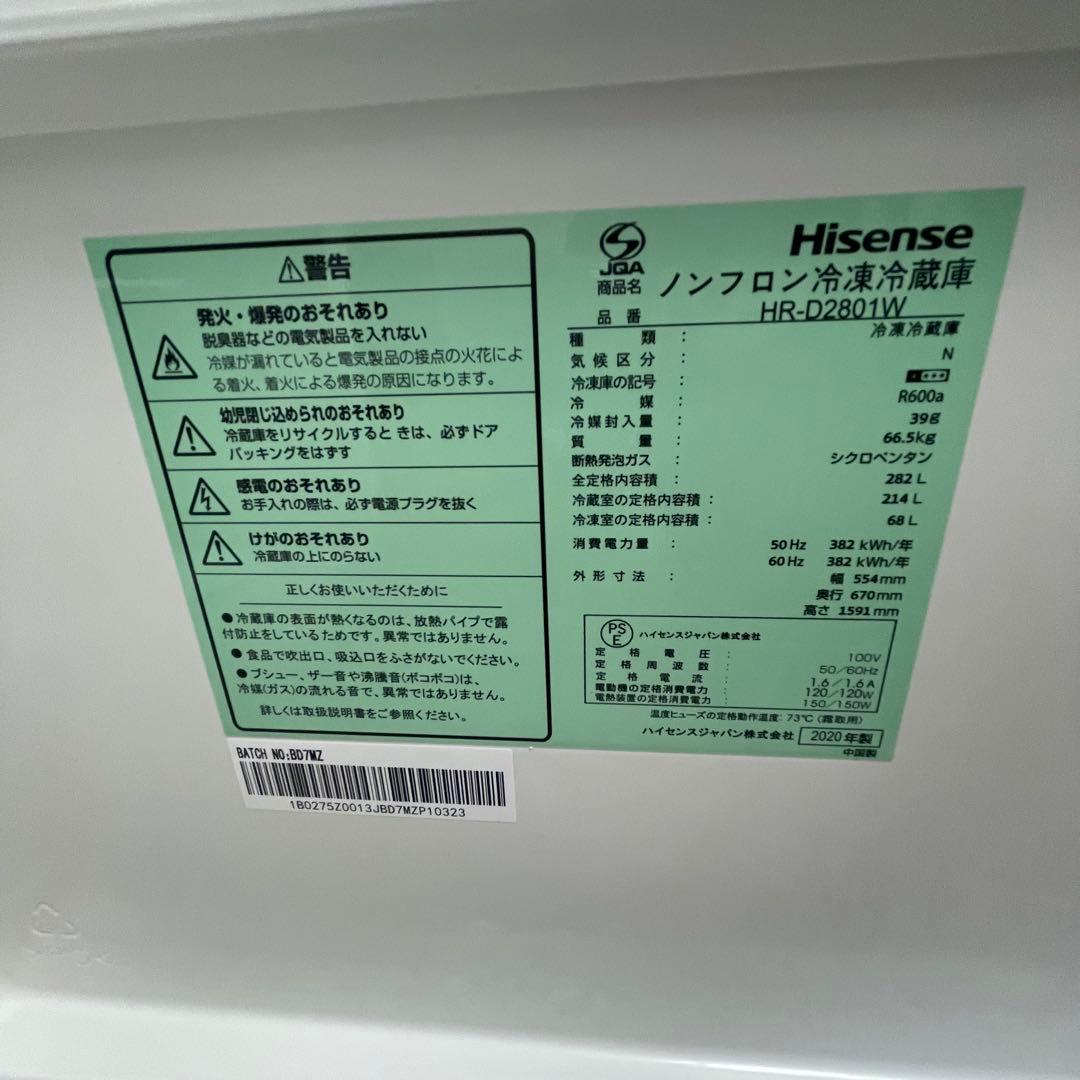 警告
発火・爆発のおそれあり
脱臭器などの電気製品を入れない
冷媒が漏れていると電気製品の接点の火花によ
る着火、着火による爆発の原因になります。
幼児閉じ込められのおそれあり
冷蔵庫をリサイクルすると きは、必ずドア
パッキングをはずす
感電のおそれあり
お手入れの際は、必ず電源プラグを抜く
けがのおそれあり
冷蔵庫の上にのらない
正しくお使いいただくために
●冷蔵庫の表面が熱くなるのは、放熱パイプで露
付防止をしているためです。異常ではありません。
●食品で吹出口、吸込口をふさがないでください。
●ブシュー、ザー音や沸騰音(ボコボコ)は、
冷媒(ガス)の流れる音で、異常ではありません。
詳しくは取扱説明書をご参照ください。
BATCH NO:BD7MZ
1B0275Z0013JBD7MZP10323
JQA
Hisense
商品名 ノンフロン冷凍冷蔵庫
品番 HR-D2801W
種類 : 冷凍冷蔵庫
気候区分 : N
冷凍庫の記号 :
冷媒 : R600a
冷媒封入量 : 39g
質量 : 66.5kg
断熱発泡ガス : シクロペンタン
全定格内容積 : 282 L
冷蔵室の定格内容積 : 214 L
冷凍室の定格内容積 : 68 L
消費電力量 : 50 Hz 382 kWh/年
60 Hz 382 kWh/年
外形寸法 : 幅 554mm
奥行 670mm
高さ 1591mm
PS E ハイセンスジャパン株式会社
定格電圧 : 100V
定格周波数 : 50/60Hz
定格電流 : 1.6/1.6A
電動機の定格消費電力 : 120/120W
電熱装置の定格消費電力 : 150/150W
温度ヒューズの定格動作温度: 73℃(霜取用)
ハイセンスジャパン株式会社 2020年製
中国製